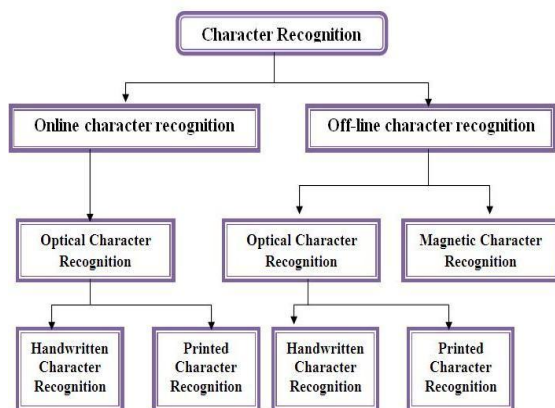 Character Recognition
Online character recognition
Off-line character recognition
Optical Character
Recognition
Optical Character
Recognition
Magnetic Character
Recognition
Handwritten
Character
Recognition
Printed
Character
Recognition
Handwritten
Character
Recognition
Printed
Character
Recognition